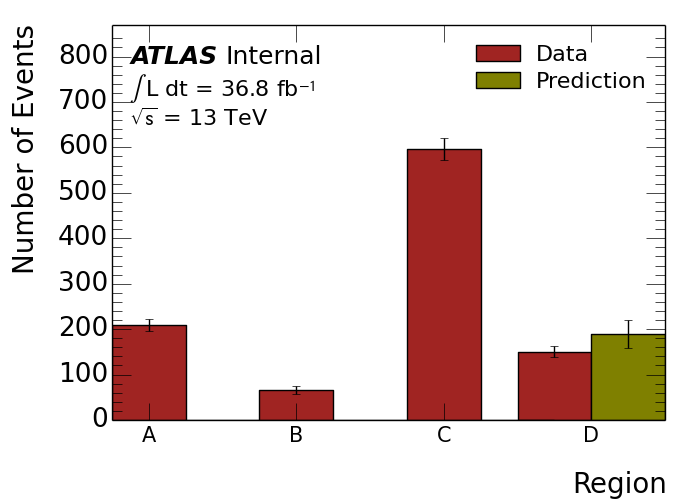 ATLAS Internal
∫L dt = 36.8 fb⁻¹
√s = 13 TeV
Data
Prediction
Number of Events
800
700
600
500
400
300
200
100
0
A B C D
Region